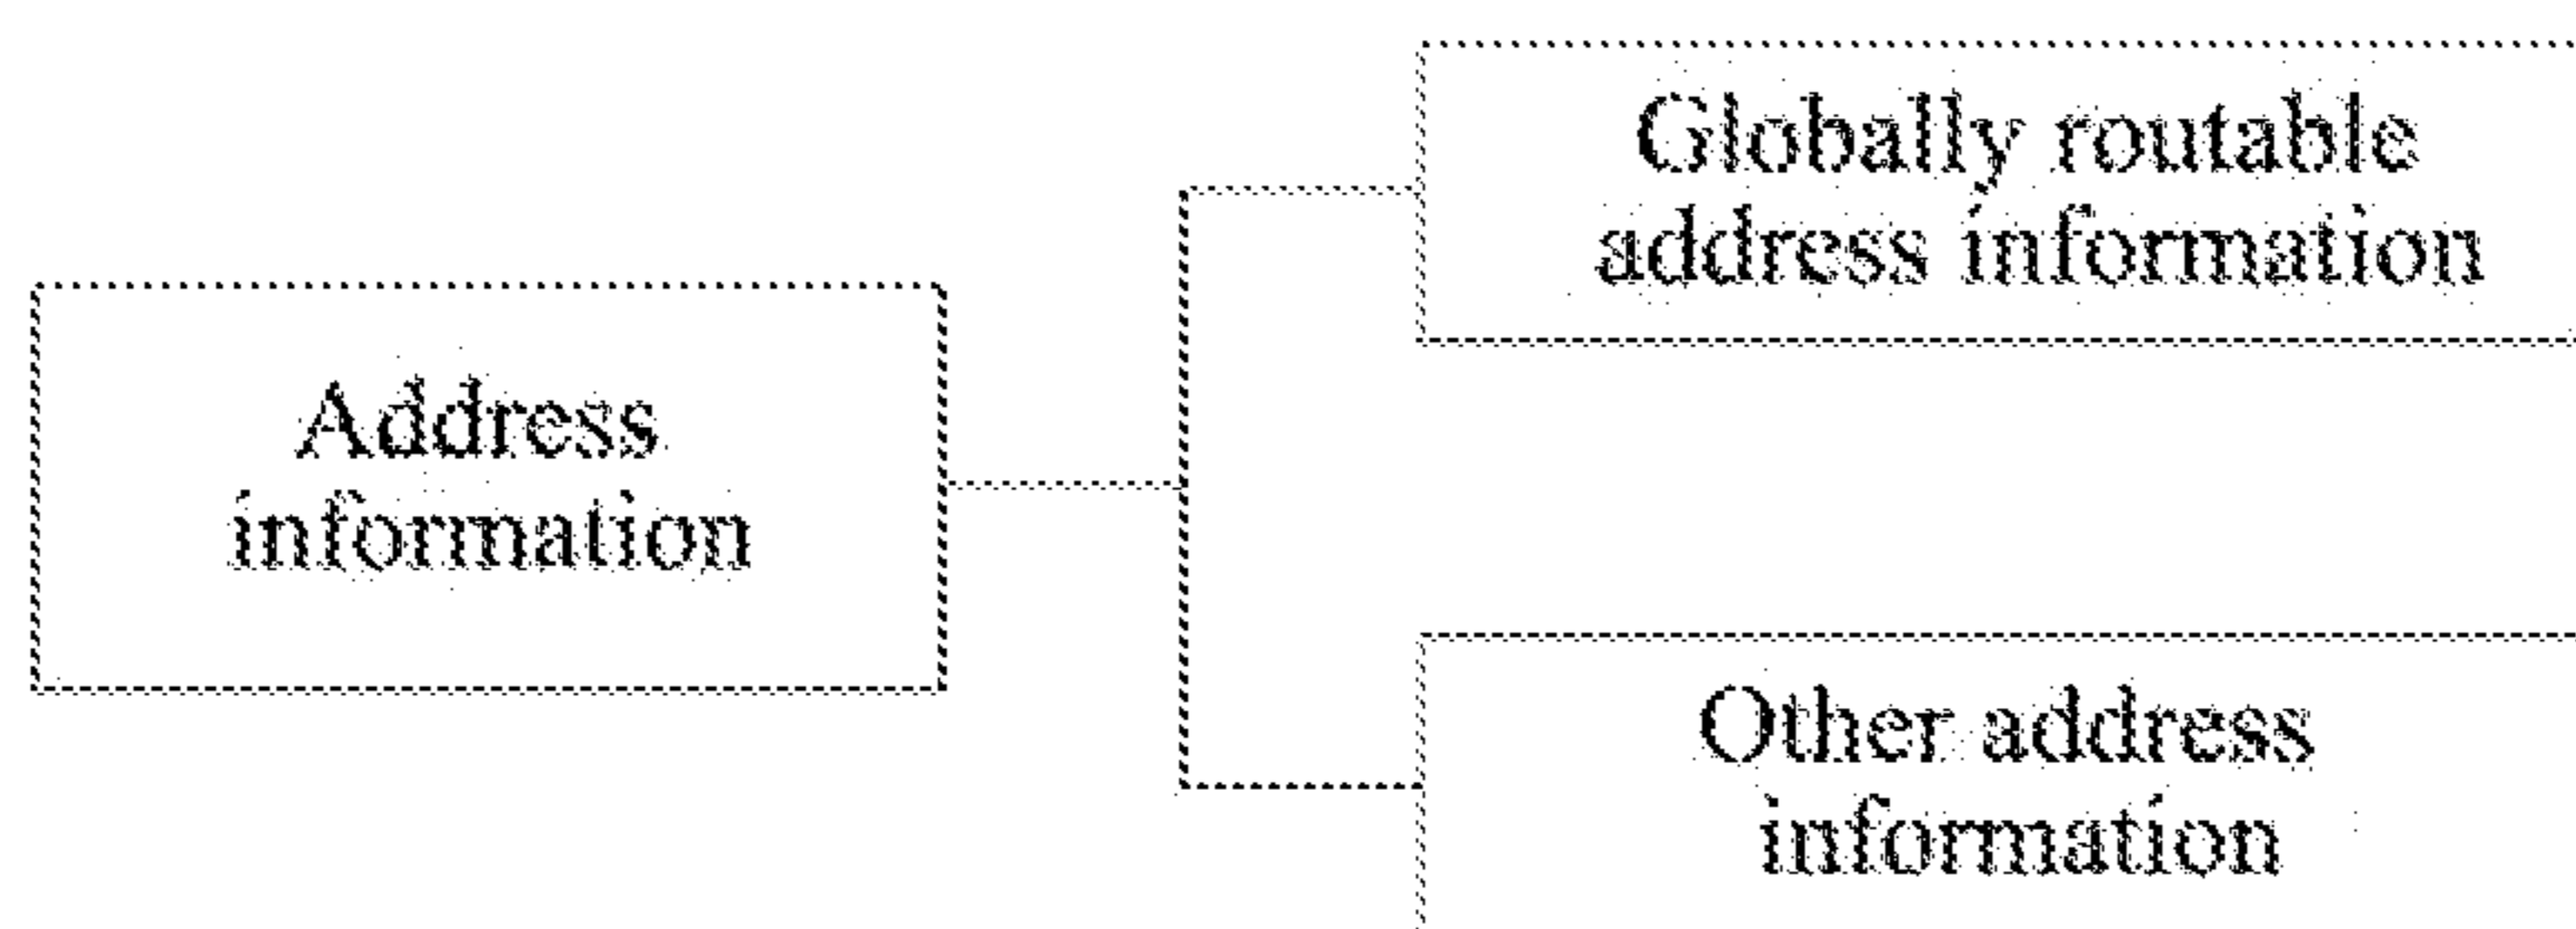 Globally routable
address information
Address
information
Other address
information